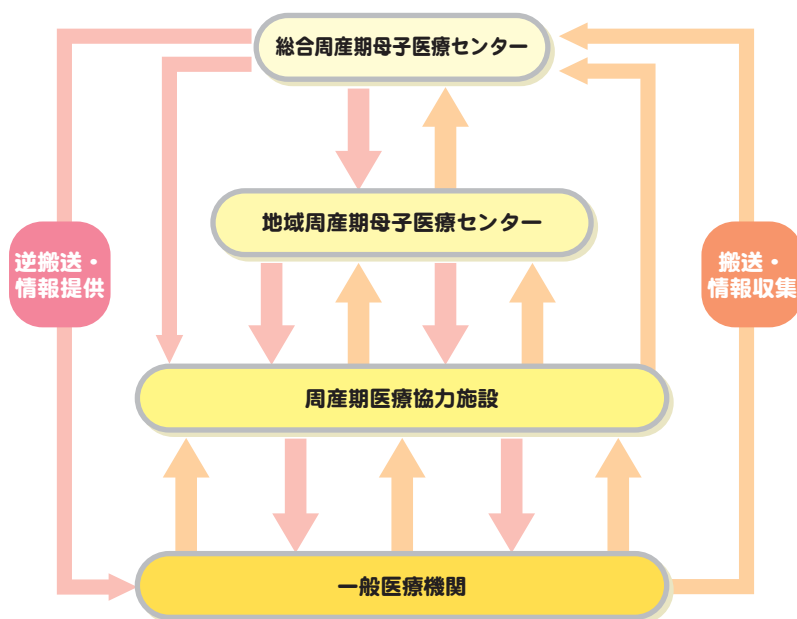 総合周産期母子医療センター
地域周産期母子医療センター
逆搬送・
情報提供
搬送・
情報収集
周産期医療協力施設
一般医療機関